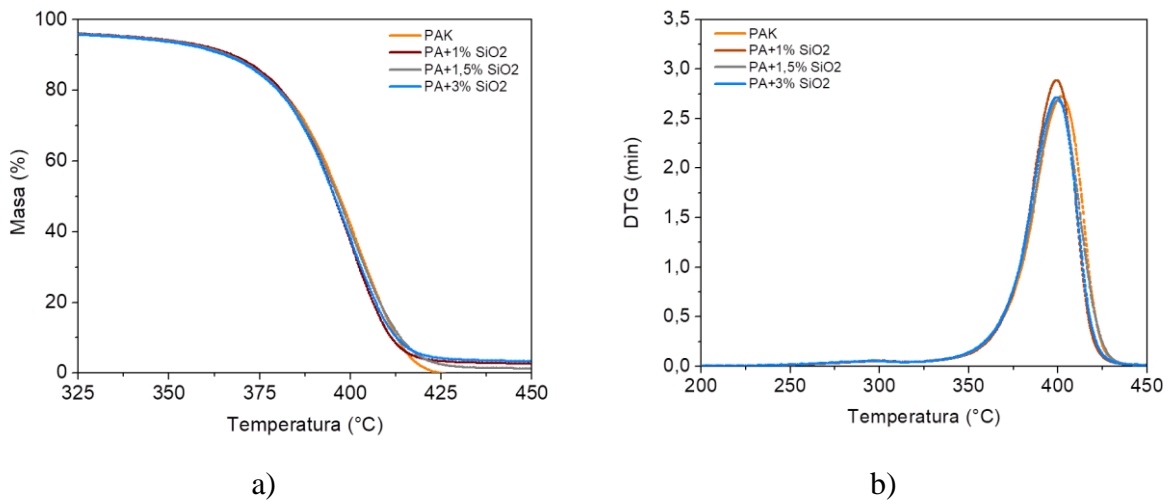 100
80
60
40
20
0
Masa (%)
325
350
375
400
425
450
Temperatura (°C)
PAK
PA+1% SiO2
PA+1,5% SiO2
PA+3% SiO2
a)
3,5
3,0
2,5
2,0
1,5
1,0
0,5
0,0
DTG (min)
200
250
300
350
400
450
Temperatura (°C)
PAK
PA+1% SiO2
PA+1,5% SiO2
PA+3% SiO2
b)